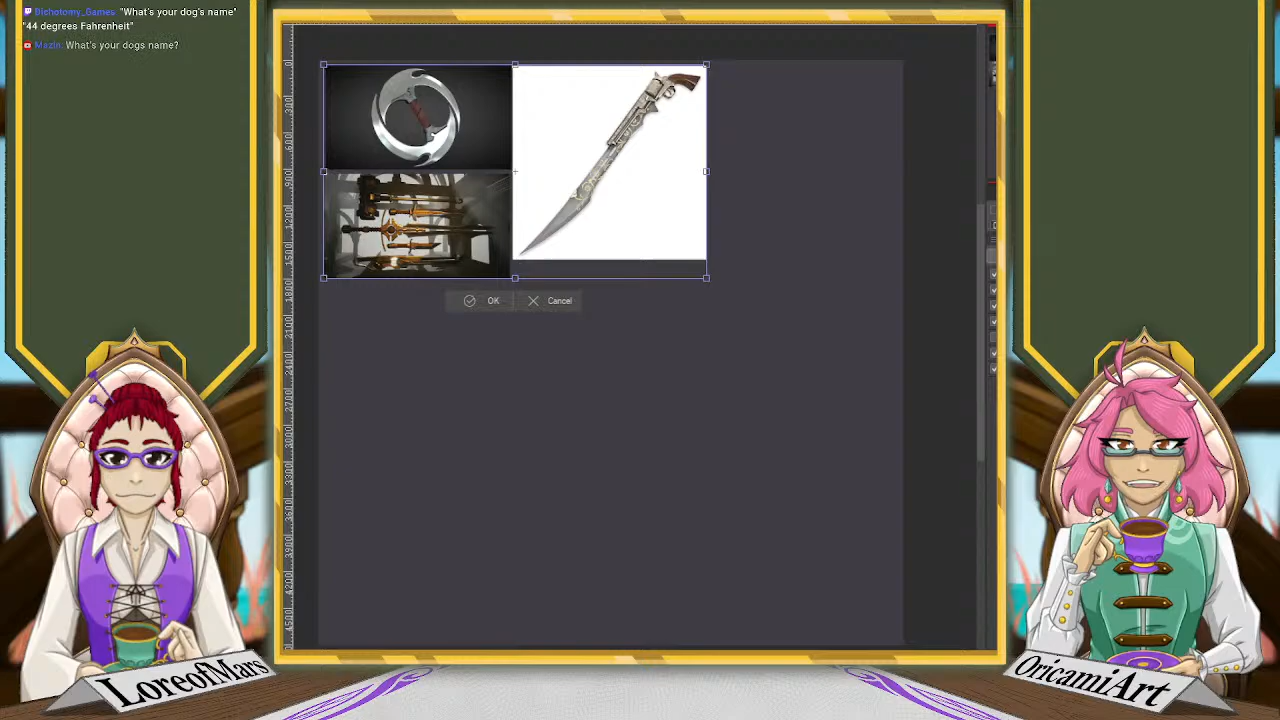 Dichotomy_Games "What's your dog's name"
"44 degrees Fahrenheit"
Mazin: What's your dogs name?
OK
Cancel
LoreofMars
OricamiArt